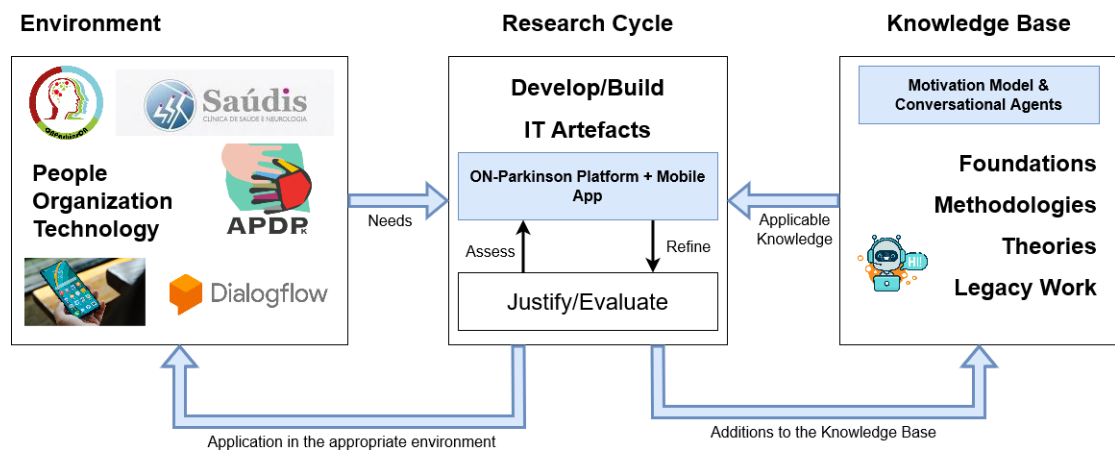 Environment
Research Cycle
Knowledge Base
Saúdis
CLÍNICA DE SAÚDE E NEUROLOGIA
People
Organization
Technology
APDPk
Dialogflow
Needs
Develop/Build
IT Artefacts
ON-Parkinson Platform + Mobile
App
Assess
Refine
Justify/Evaluate
Applicable
Knowledge
Motivation Model &
Conversational Agents
Foundations
Methodologies
Theories
Legacy Work
HI!
Application in the appropriate environment
Additions to the Knowledge Base